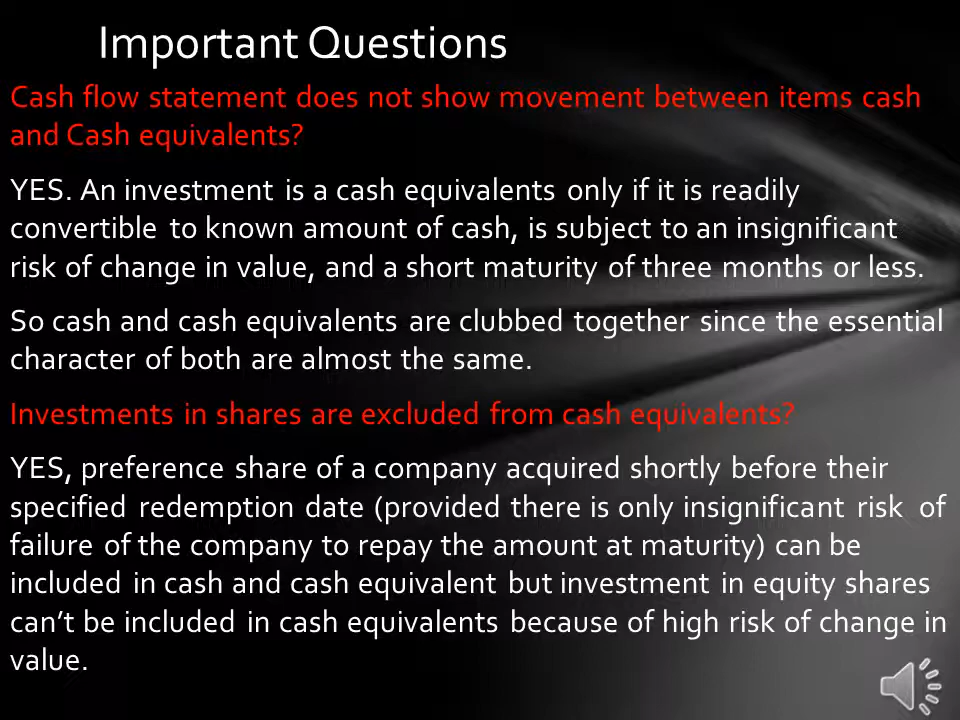 Important Questions
Cash flow statement does not show movement between items cash
and Cash equivalents?
YES. An investment is a cash equivalents only if it is readily
convertible to known amount of cash, is subject to an insignificant
risk of change in value, and a short maturity of three months or less.
So cash and cash equivalents are clubbed together since the essential
character of both are almost the same.
Investments in shares are excluded from cash equivalents?
YES, preference share of a company acquired shortly before their
specified redemption date (provided there is only insignificant risk of
failure of the company to repay the amount at maturity) can be
included in cash and cash equivalent but investment in equity shares
can’t be included in cash equivalents because of high risk of change in
value.